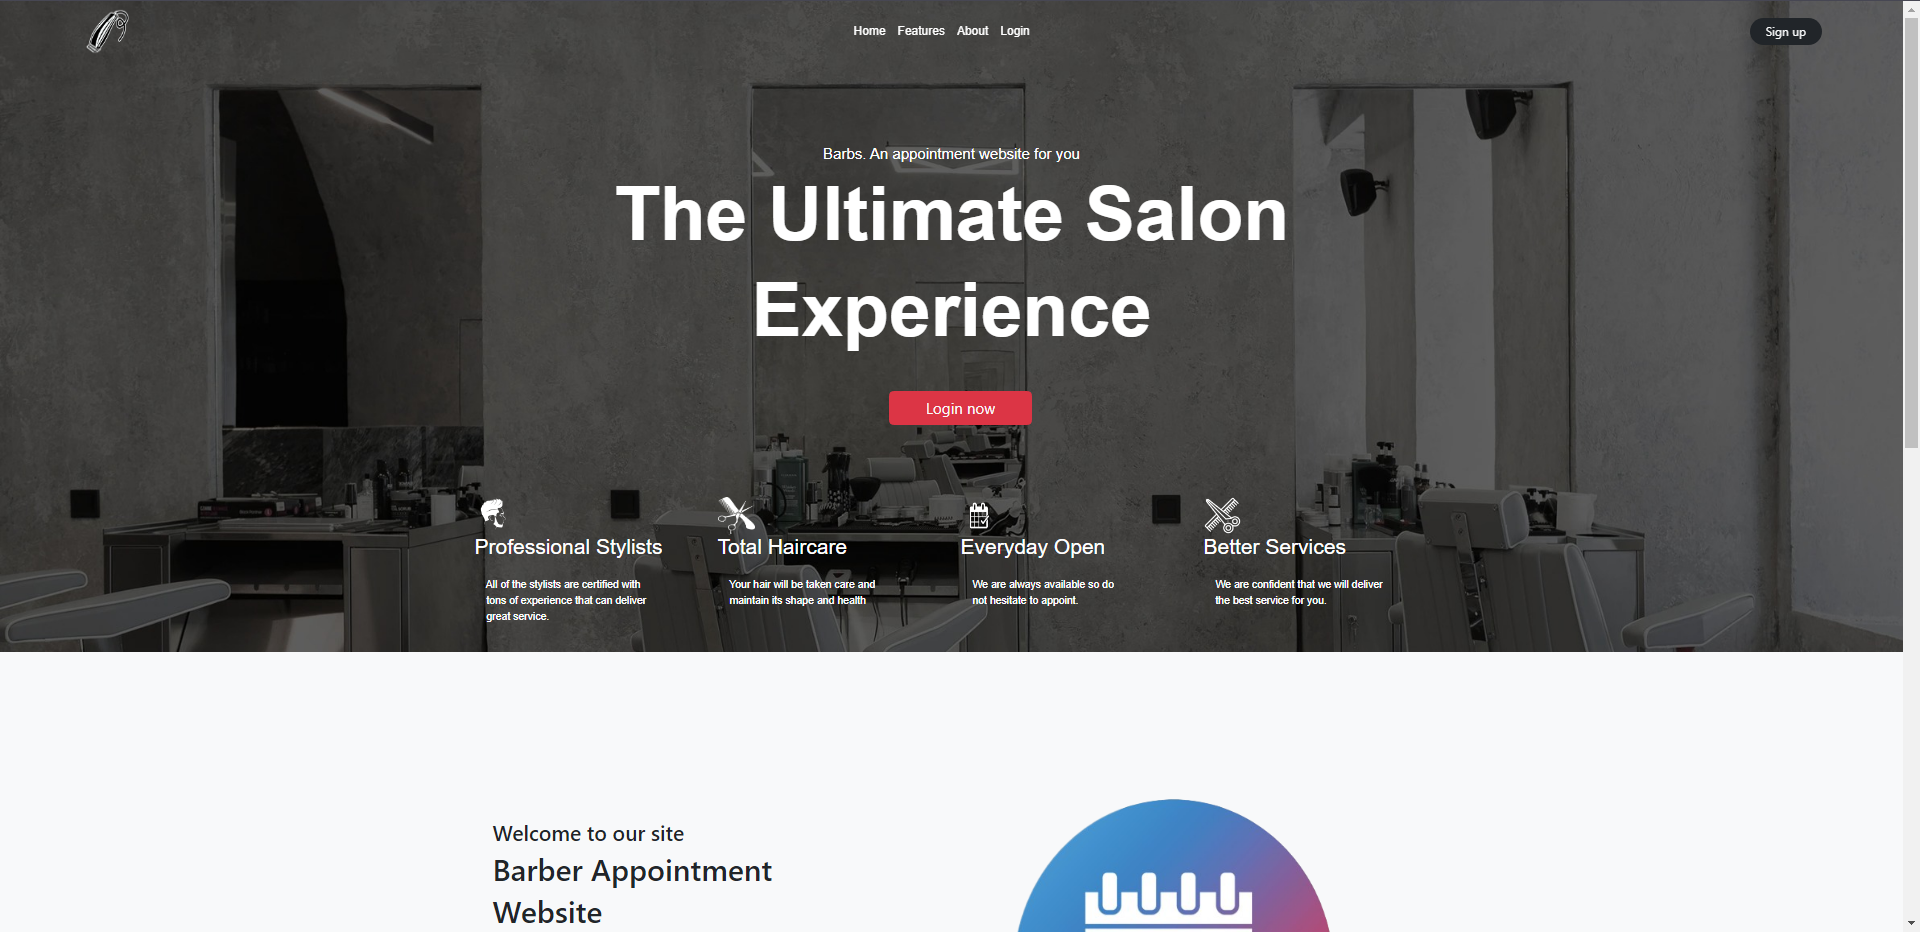 Home Features About Login
Sign up
Barbs. An appointment website for you
The Ultimate Salon
Experience
Login now
Professional Stylists
All of the stylists are certified with
tons of experience that can deliver
great service.
Total Haircare
Your hair will be taken care and
maintain its shape and health
Everyday Open
We are always available so do
not hesitate to appoint.
Better Services
We are confident that we will deliver
the best service for you.
Welcome to our site
Barber Appointment
Website